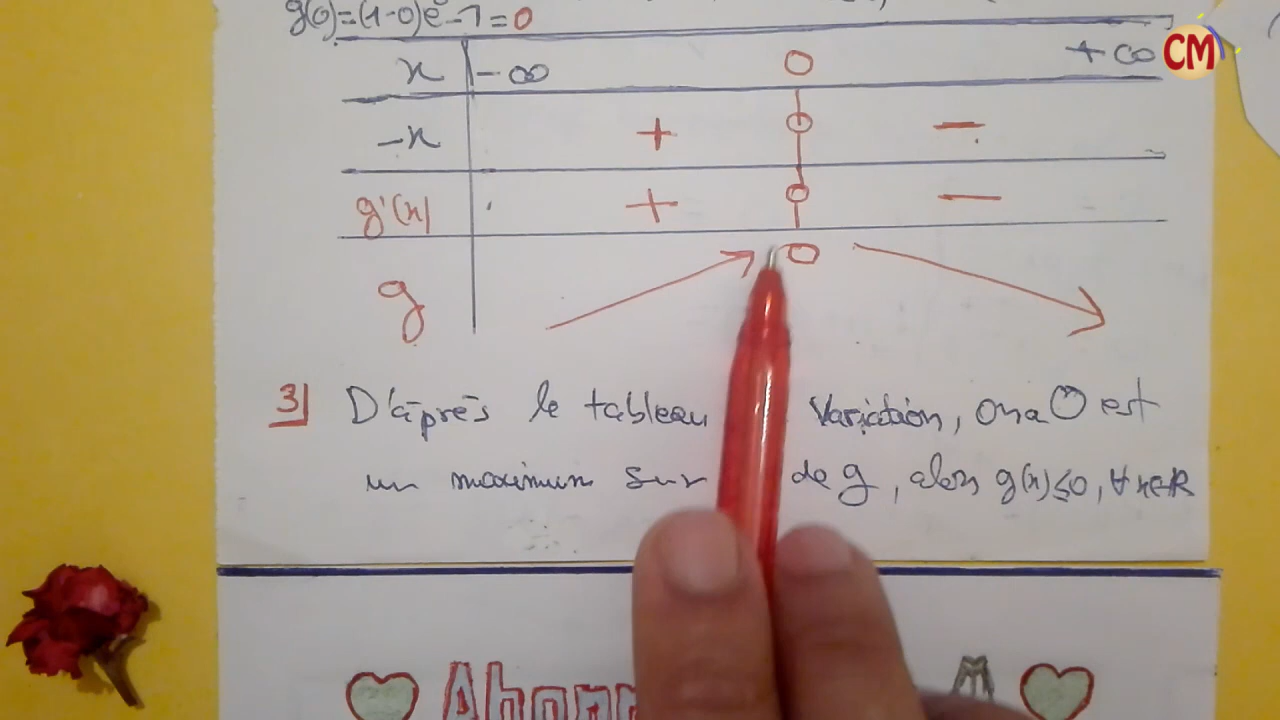 g(0)=(1-0)e⁰-1=0
x -∞ 0 +∞
CM
-x + 0 -
g'(x) + 0 -
0
g
3] D'après le tableau variation, on a 0 est
un maximum sur de g, alors g(x)≤0, ∀x∈R